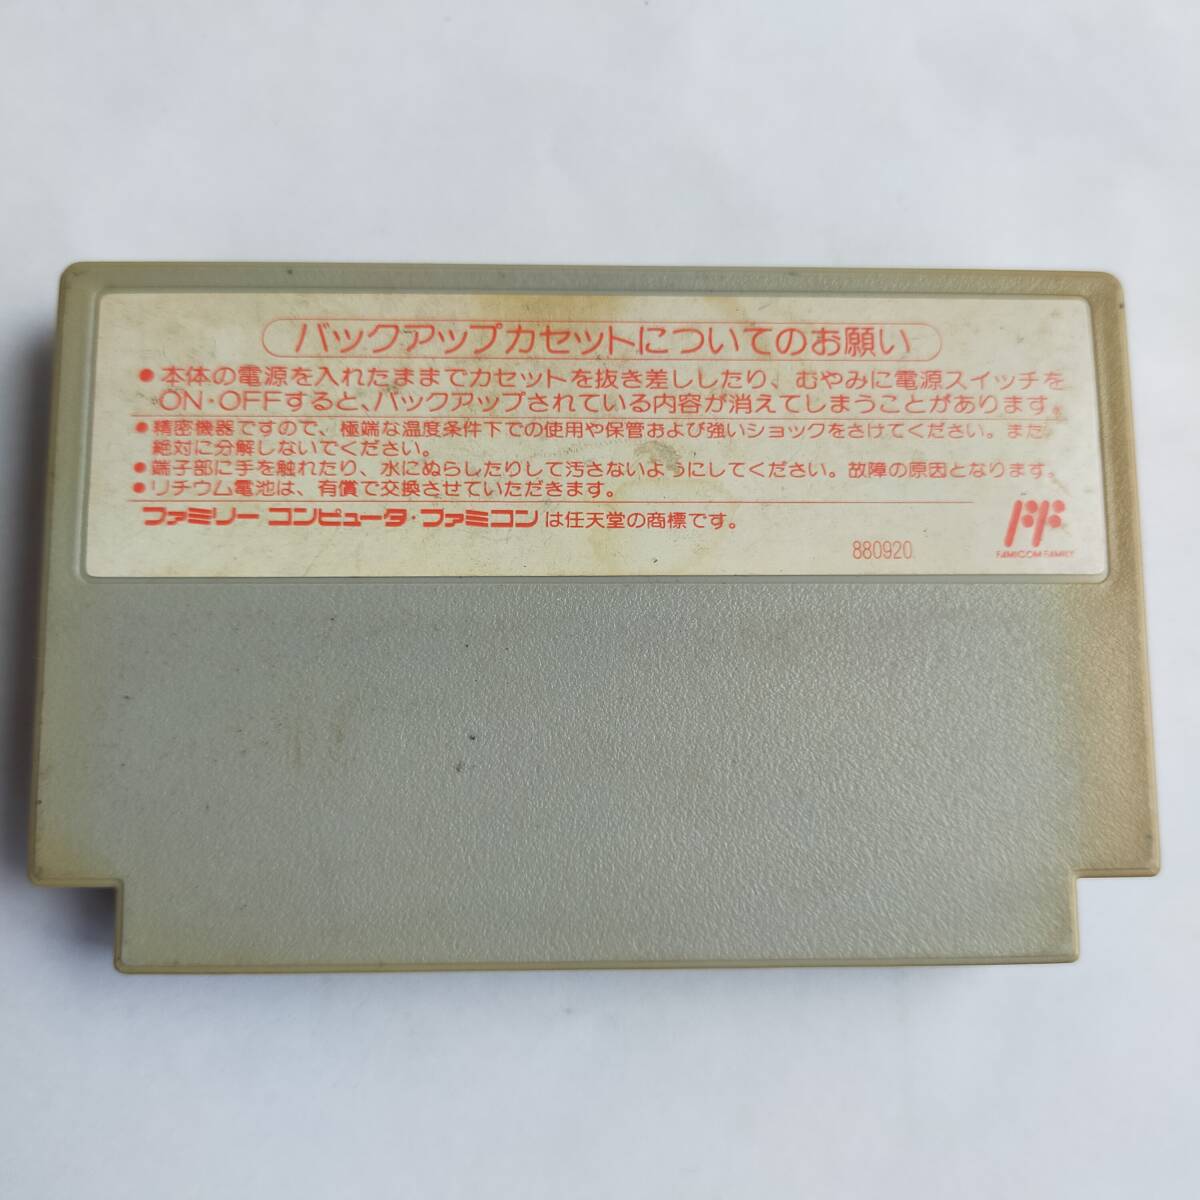 バックアップカセットについてのお願い
●本体の電源を入れたままでカセットを抜き差ししたり、むやみに電源スイッチを
ON・OFFすると、バックアップされている内容が消えてしまうことがあります。
●精密機器ですので、極端な温度条件下での使用や保管および強いショックをさけてください。また、
絶対に分解しないでください。
●端子部に手を触れたり、水にぬらしたりして汚さないようにしてください。故障の原因となります。
●リチウム電池は、有償で交換させていただきます。
ファミリー コンピュータ・ファミコンは任天堂の商標です。
880920
FF
FAMICOM FAMILY